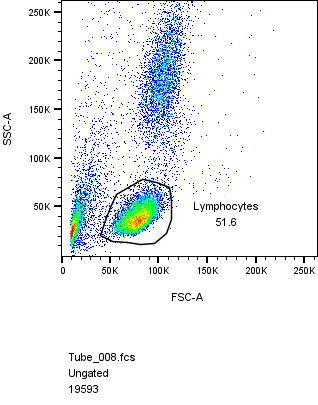 250K
200K
150K
100K
50K
SSC-A
Lymphocytes
51.6
0 50K 100K 150K 200K 250K
FSC-A
Tube_008.fcs
Ungated
19593